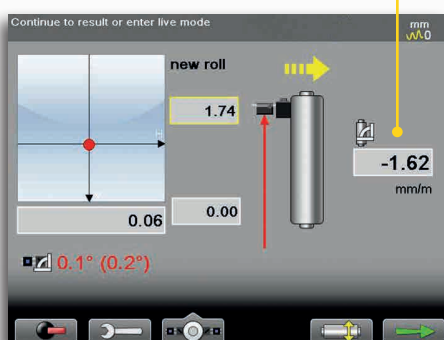 Continue to result or enter live mode
mm
0
new roll
1.74
H
-1.62
mm/m
0.00
0.06
0.1° (0.2°)